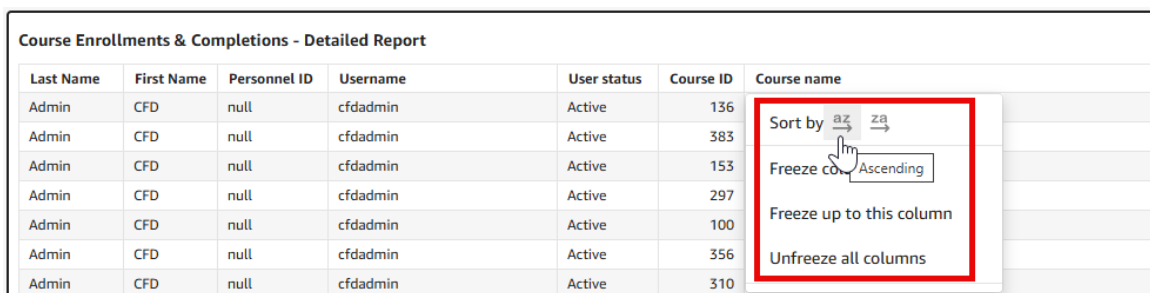 Course Enrollments & Completions - Detailed Report
Last Name First Name Personnel ID Username User status Course ID Course name
Admin CFD null cfdadmin Active 136
Admin CFD null cfdadmin Active 383
Admin CFD null cfdadmin Active 153
Admin CFD null cfdadmin Active 297
Admin CFD null cfdadmin Active 100
Admin CFD null cfdadmin Active 356
Admin CFD null cfdadmin Active 310
Sort by az za
Freeze
Ascending
Freeze up to this column
Unfreeze all columns